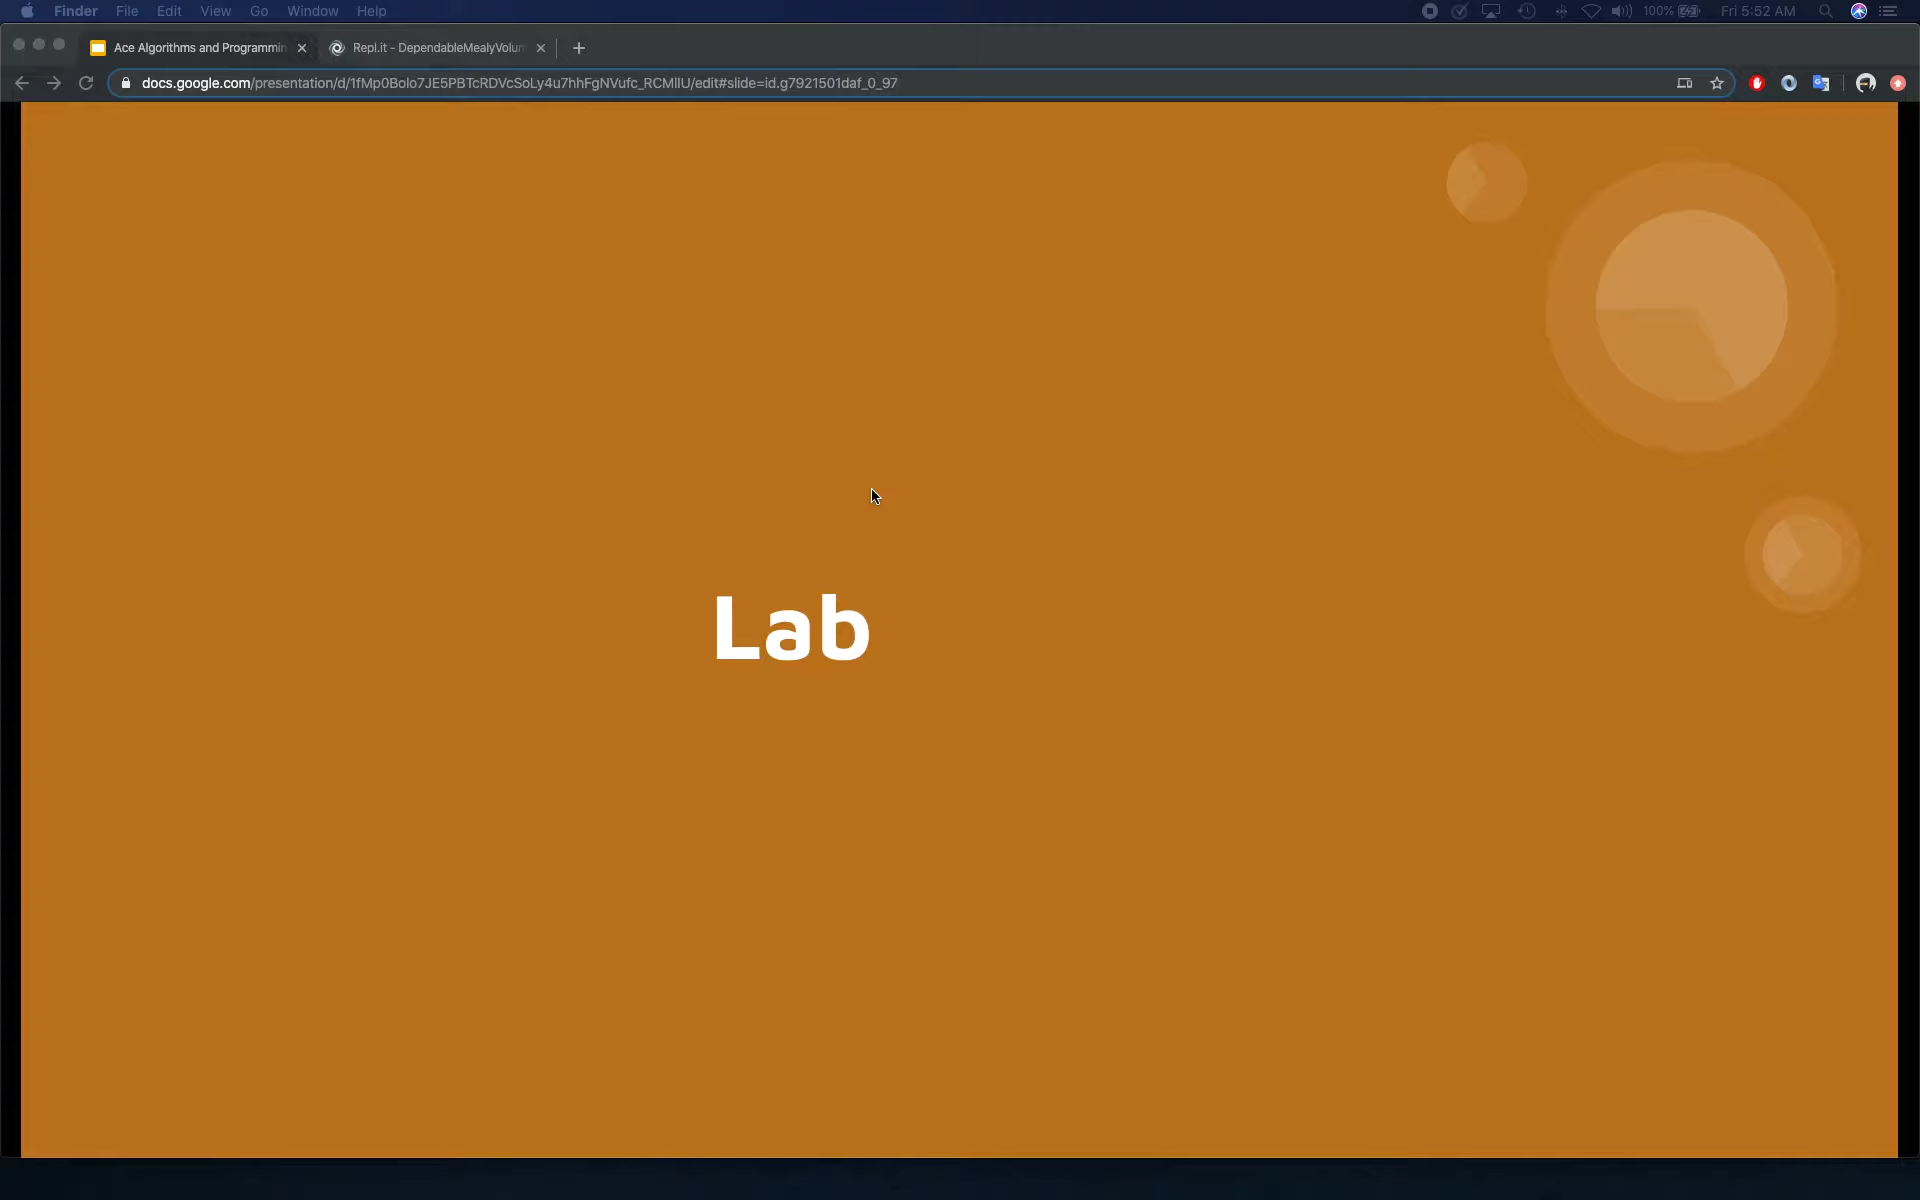 Finder File Edit View Go Window Help 100% Fri 5:52 AM
Ace Algorithms and Programmin Repl.it - DependableMealyVolum
docs.google.com/presentation/d/1fMp0Bolo7JE5PBTcRDVcSoLy4u7hhFgNVufc_RCMlIU/edit#slide=id.g7921501daf_0_97
Lab